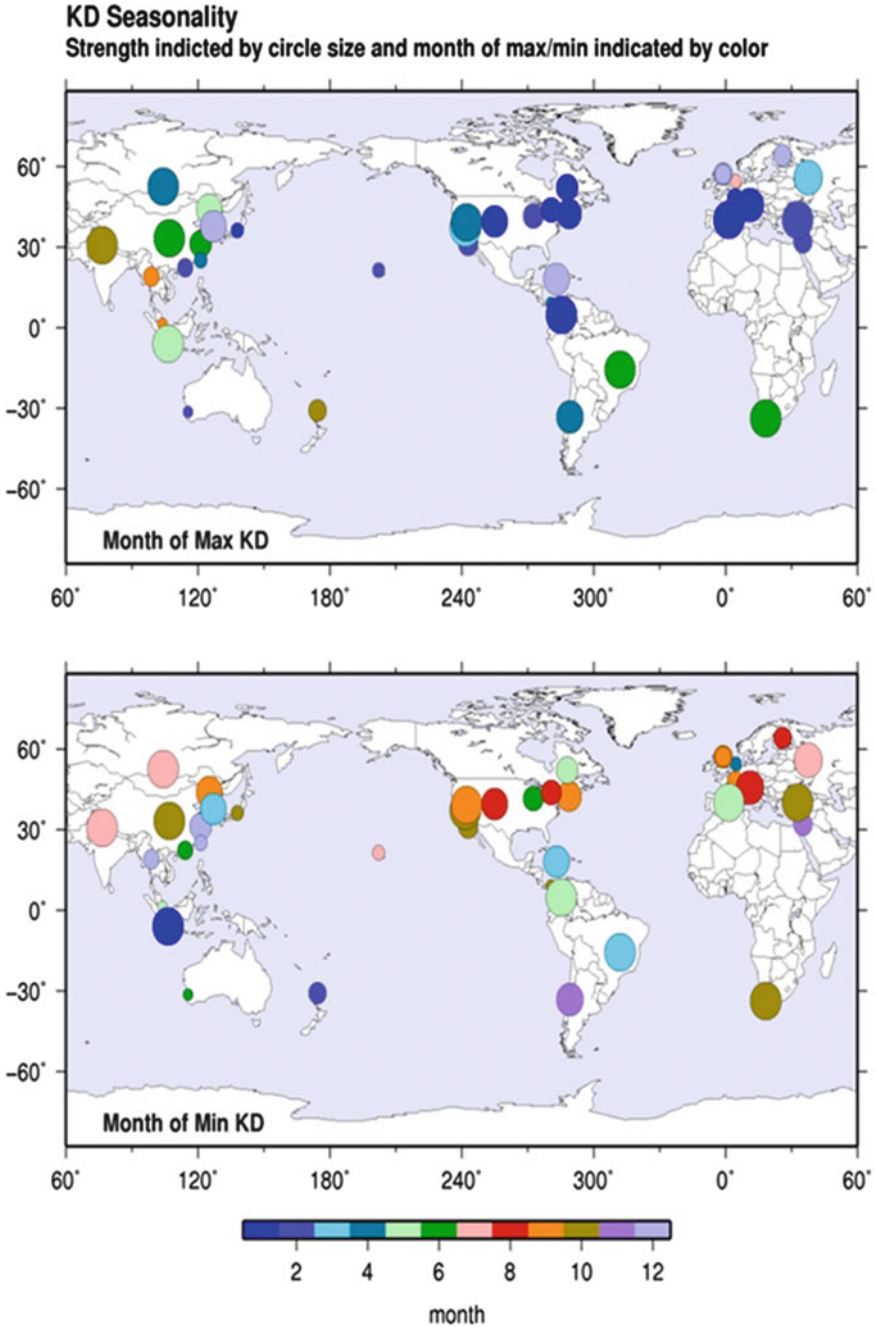 KD Seasonality
Strength indicted by circle size and month of max/min indicated by color
60°
30°
0°
−30°
−60°
Month of Max KD
60° 120° 180° 240° 300° 0° 60°
60°
30°
0°
−30°
−60°
Month of Min KD
60° 120° 180° 240° 300° 0° 60°
2 4 6 8 10 12
month